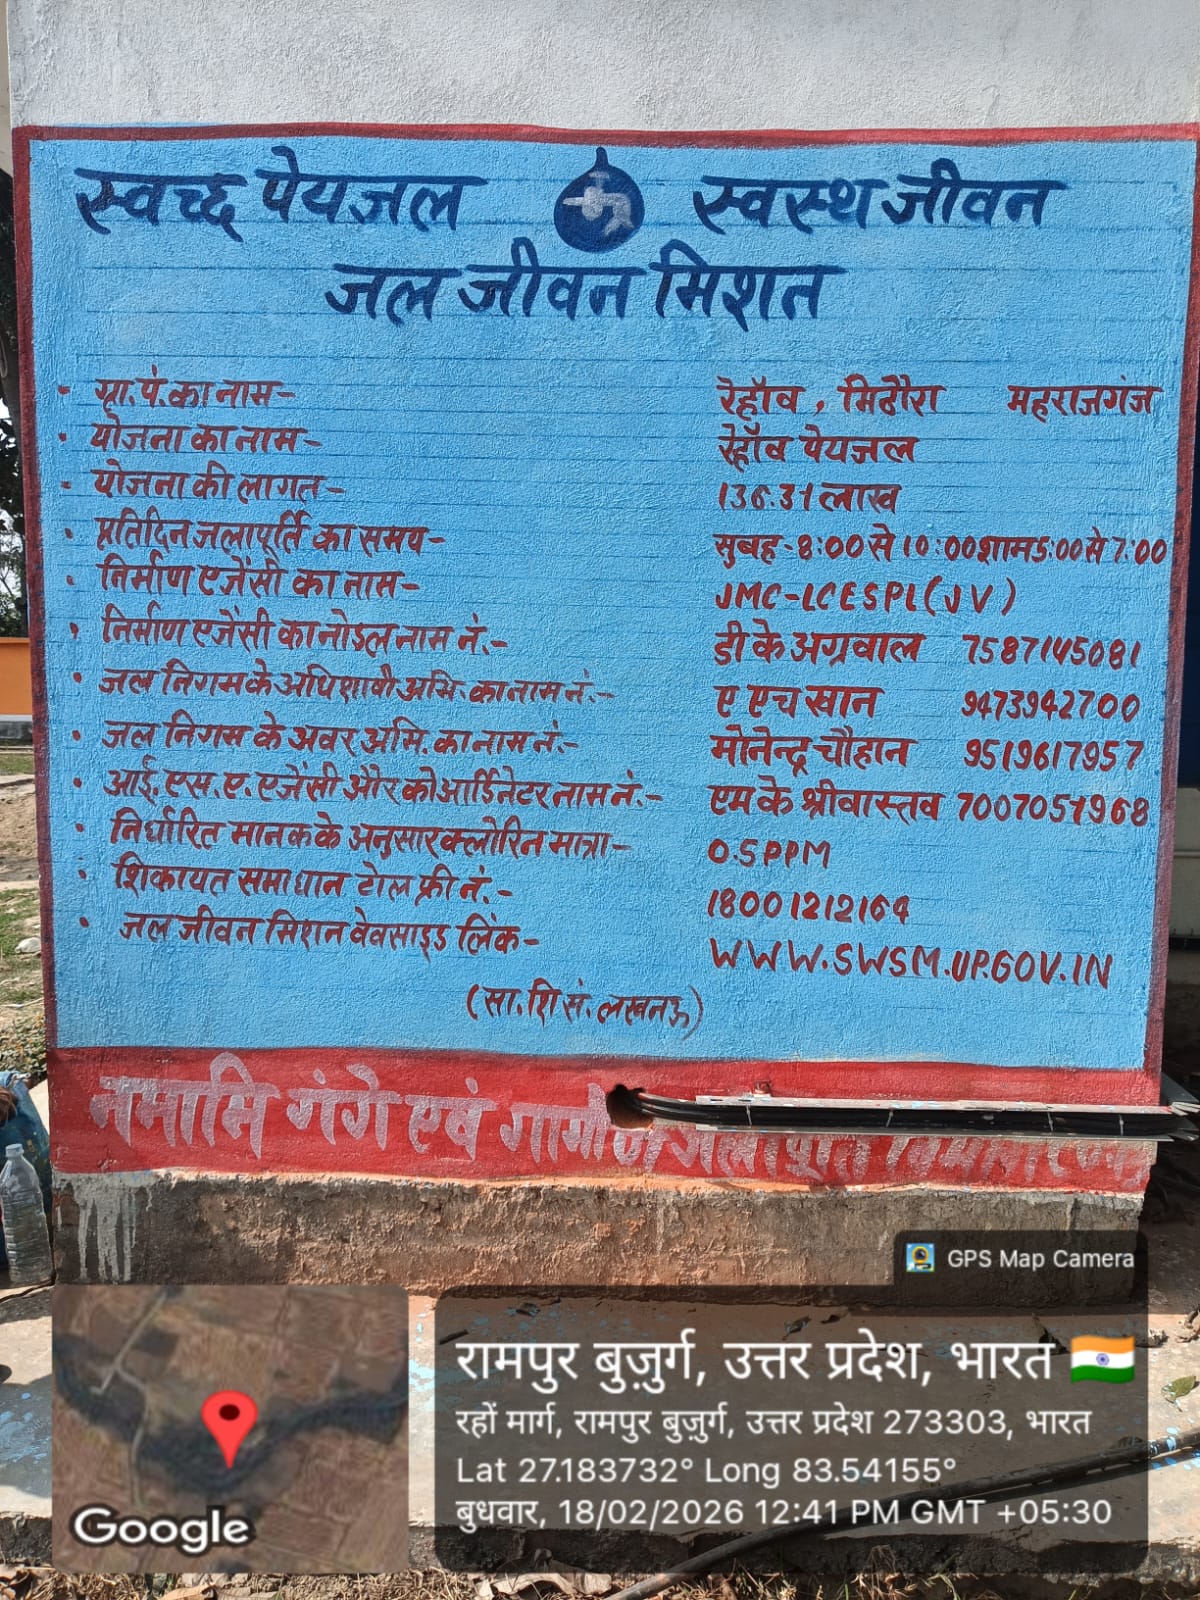 स्वच्छ पेयजल स्वस्थ जीवन
जल जीवन मिशन
• ग्रा.पं. का नाम- रेहाॅव , मिठौरा महराजगंज
• योजना का नाम- रेहाॅव पेयजल
• योजना की लागत- 136.31 लाख
• प्रतिदिन जलापूर्ति का समय- सुबह-8:00 से 10:00 शाम 5:00 से 7:00
• निर्माण एजेंसी का नाम- JMC-LCESPL(JV)
• निर्माण एजेंसी का नोडल नाम नं.- डी के अग्रवाल 7587145081
• जल निगम के अधिशाषी अभि. का नाम नं.- ए एच खान 9473942700
• जल निगम के अवर अभि. का नाम नं.- मोनेन्द्र चौहान 9519617957
• आई.एस.ए. एजेंसी और कोआर्डिनेटर नाम नं.- एम के श्रीवास्तव 7007051968
• निर्धारित मानक के अनुसार क्लोरिन मात्रा- 0.5PPM
• शिकायत समाधान टोल फ्री नं.- 18001212164
• जल जीवन मिशन वेवसाइड लिंक- WWW.SWSM.UP.GOV.IN
(सा.शि सं. लखनऊ)
नमामि गंगे एवं
GPS Map Camera
रामपुर बुज़ुर्ग, उत्तर प्रदेश, भारत
रहों मार्ग, रामपुर बुज़ुर्ग, उत्तर प्रदेश 273303, भारत
Lat 27.183732° Long 83.54155°
बुधवार, 18/02/2026 12:41 PM GMT +05:30
Google